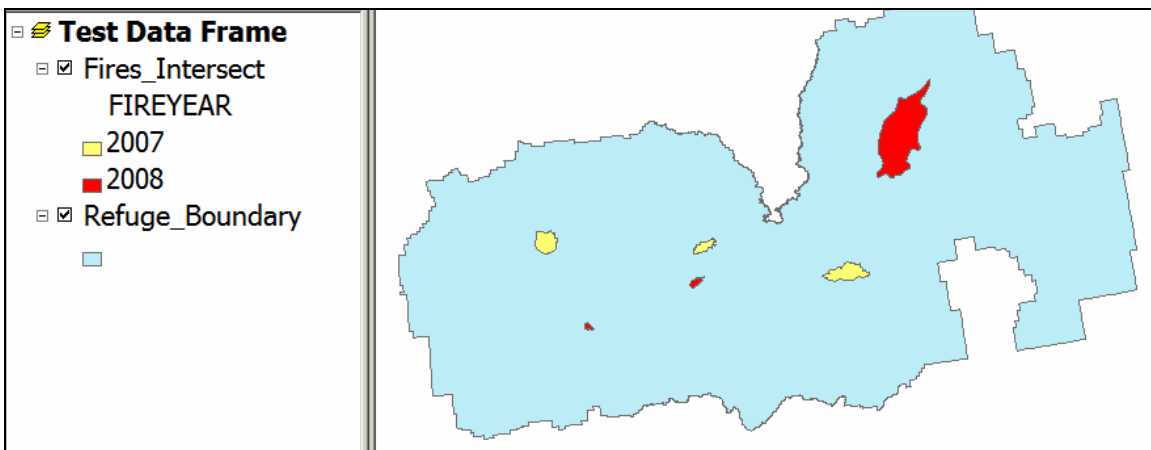 Test Data Frame
Fires_Intersect
FIREYEAR
2007
2008
Refuge_Boundary